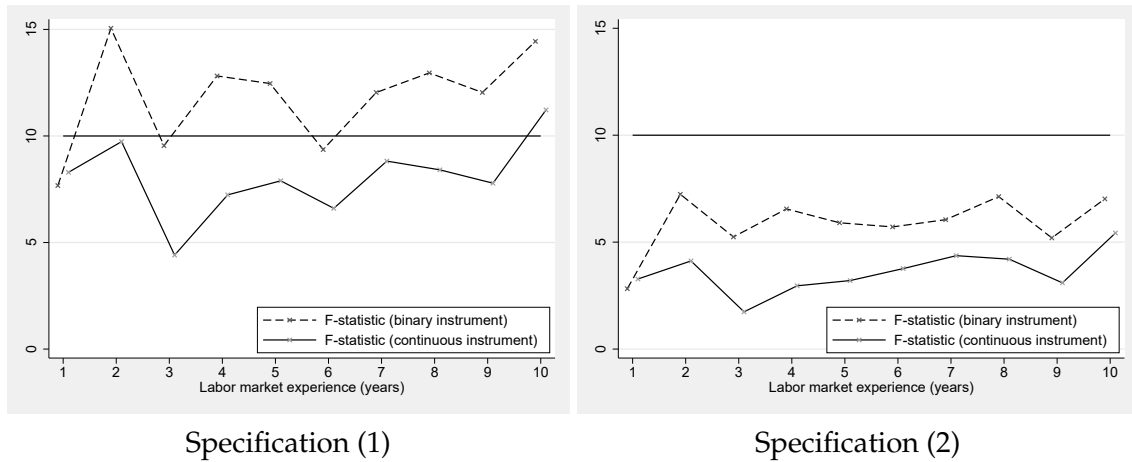 15
10
5
0
F-statistic (binary instrument)
F-statistic (continuous instrument)
1 2 3 4 5 6 7 8 9 10
Labor market experience (years)
Specification (1)
15
10
5
0
F-statistic (binary instrument)
F-statistic (continuous instrument)
1 2 3 4 5 6 7 8 9 10
Labor market experience (years)
Specification (2)